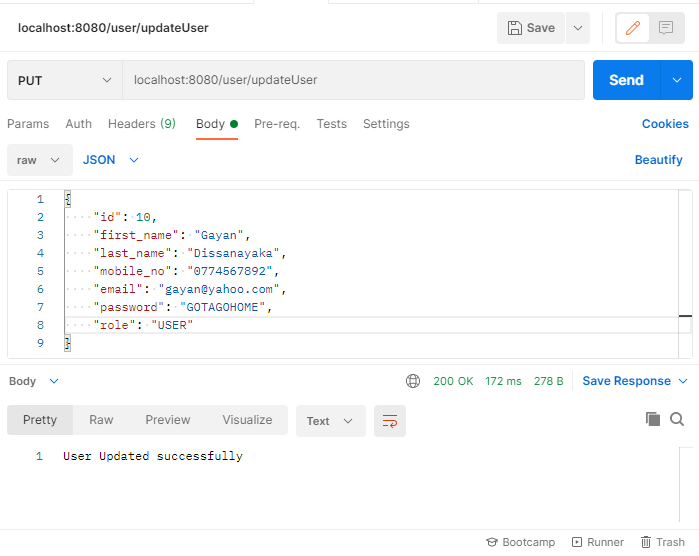 localhost:8080/user/updateUser
Save
PUT
localhost:8080/user/updateUser
Send
Params Auth Headers (9) Body Pre-req. Tests Settings Cookies
raw JSON Beautify
1 {
2 "id": 10,
3 "first_name": "Gayan",
4 "last_name": "Dissanayaka",
5 "mobile_no": "0774567892",
6 "email": "gayan@yahoo.com",
7 "password": "GOTAGOHOME",
8 "role": "USER"
9 }
Body 200 OK 172 ms 278 B Save Response
Pretty Raw Preview Visualize Text
1 User Updated successfully
Bootcamp Runner Trash